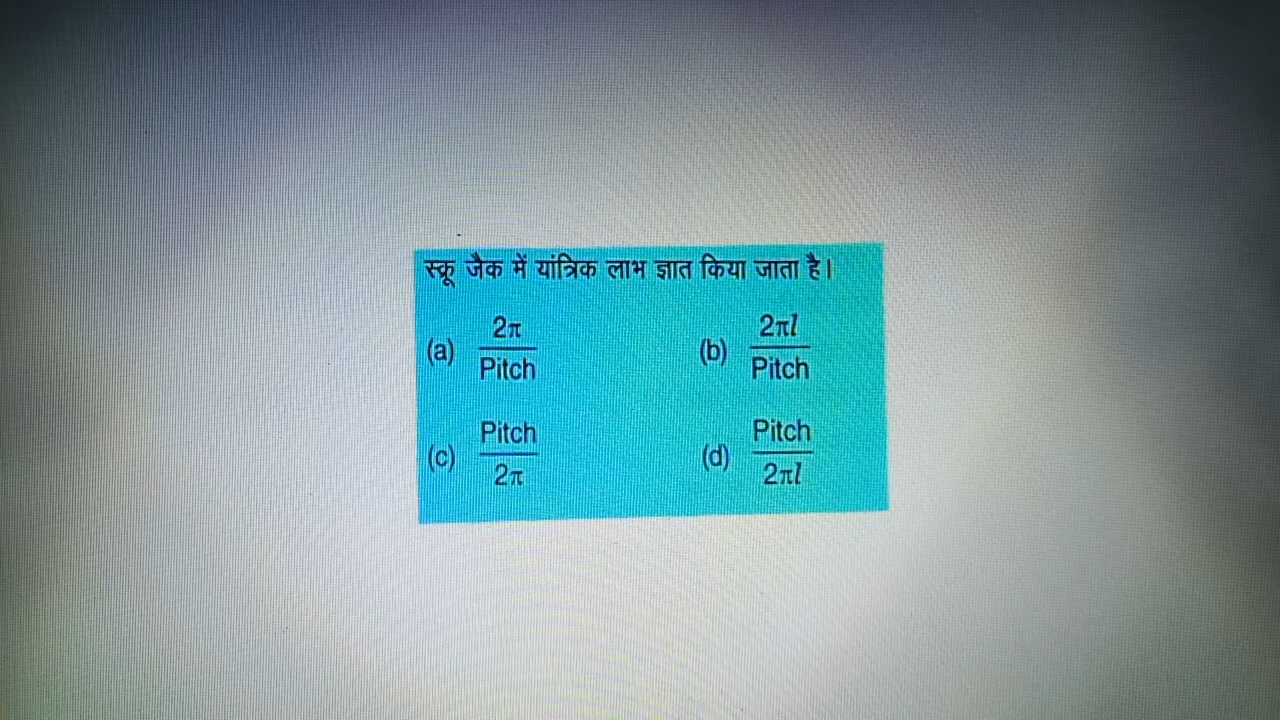 स्क्रू जैक में यांत्रिक लाभ ज्ञात किया जाता है।
(a) 2π / Pitch (b) 2πl / Pitch
(c) Pitch / 2π (d) Pitch / 2πl